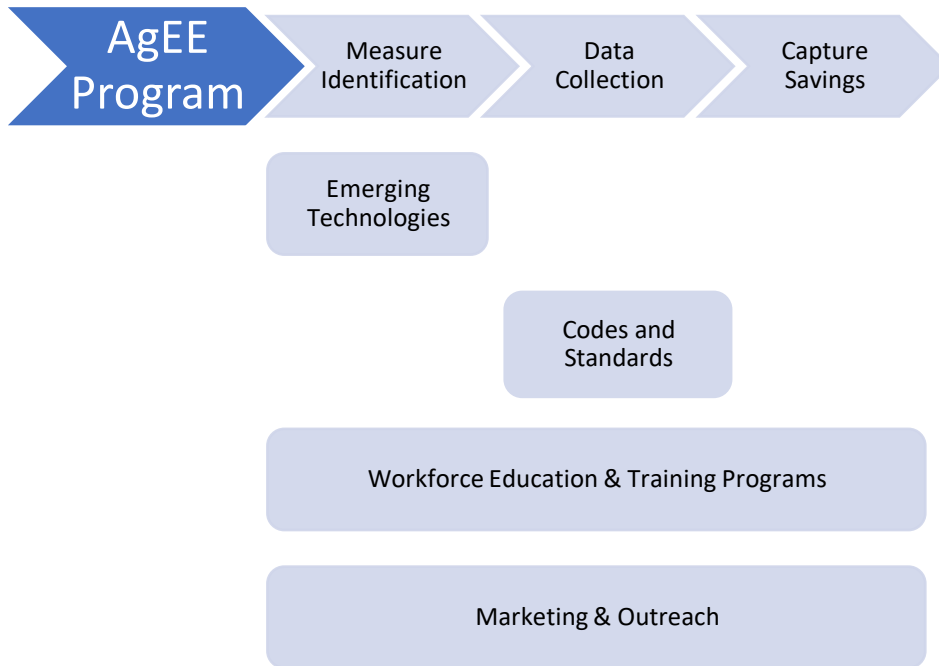 AgEE
Program
Measure
Identification
Data
Collection
Capture
Savings
Emerging
Technologies
Codes and
Standards
Workforce Education & Training Programs
Marketing & Outreach